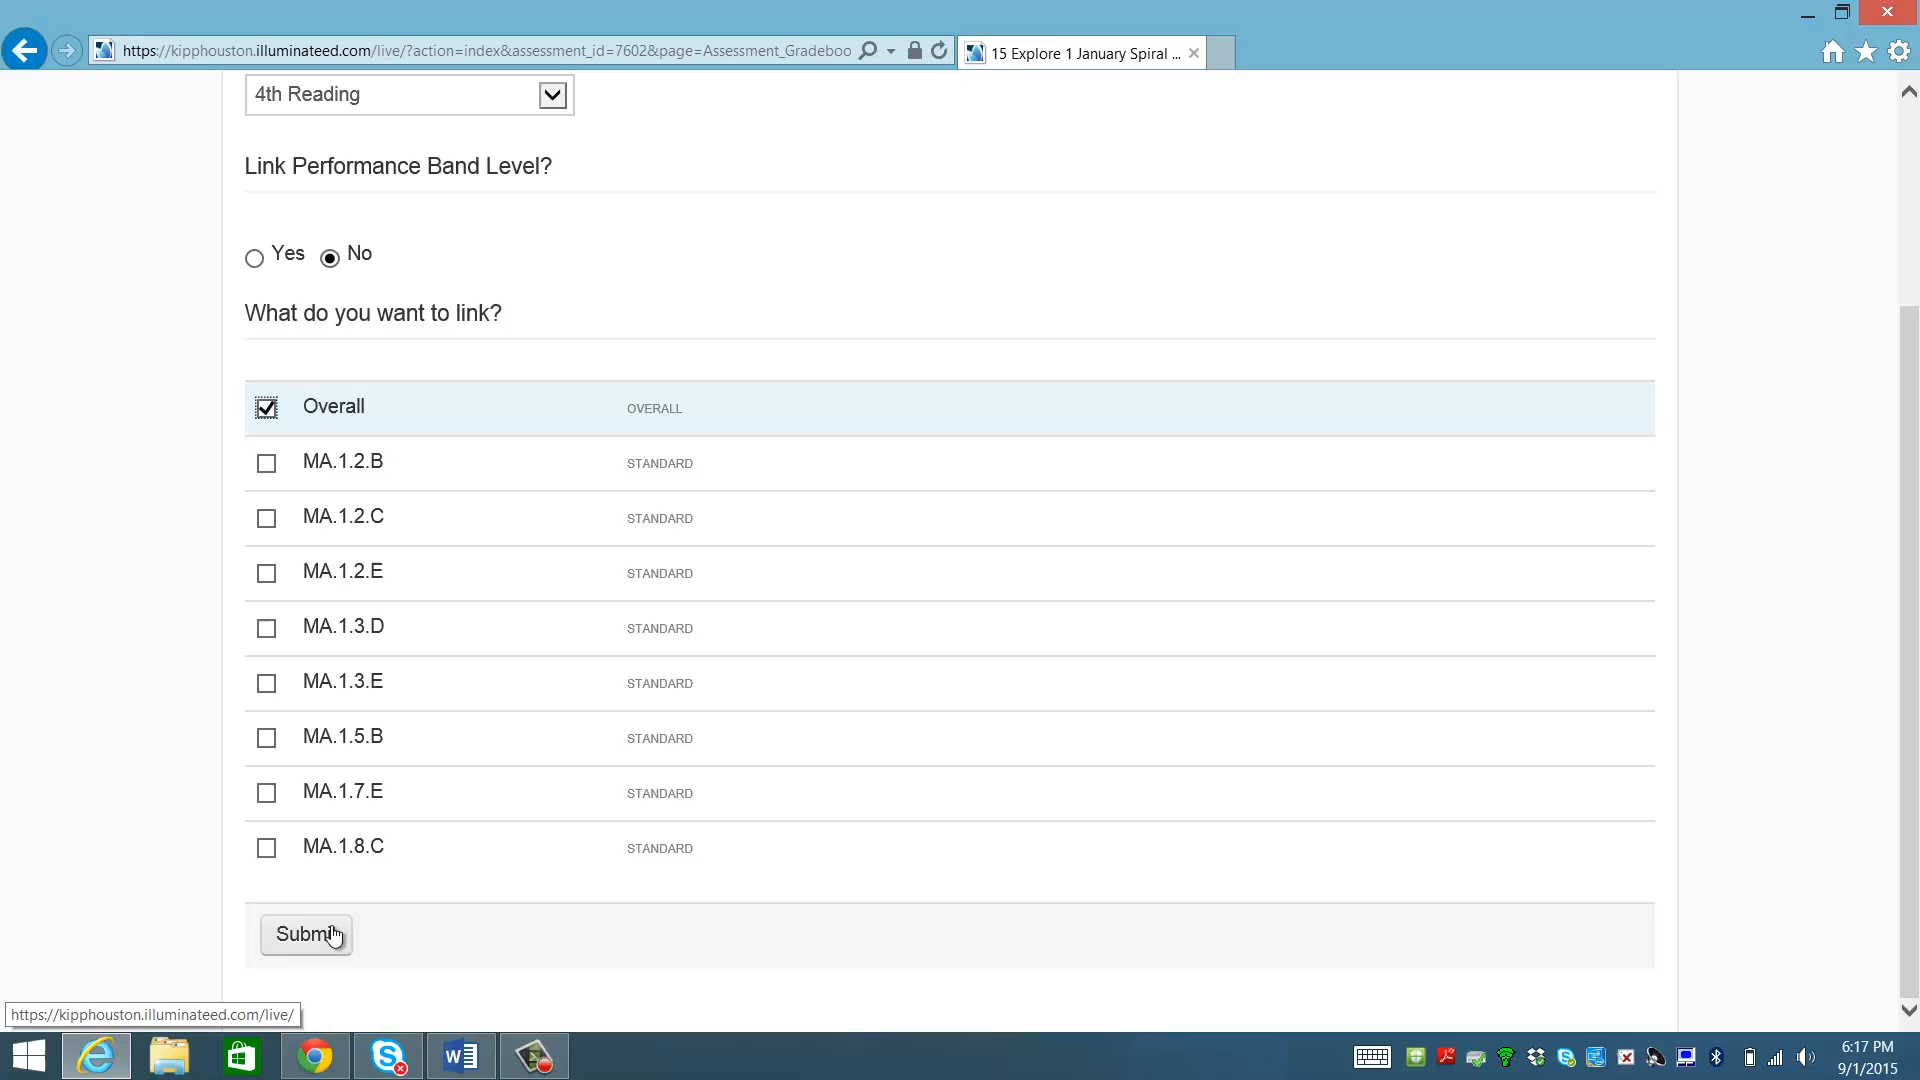 https://kipphouston.illuminateed.com/live/?action=index&assessment_id=7602&page=Assessment_Gradeboo
15 Explore 1 January Spiral ...
4th Reading
Link Performance Band Level?
Yes No
What do you want to link?
Overall OVERALL
MA.1.2.B STANDARD
MA.1.2.C STANDARD
MA.1.2.E STANDARD
MA.1.3.D STANDARD
MA.1.3.E STANDARD
MA.1.5.B STANDARD
MA.1.7.E STANDARD
MA.1.8.C STANDARD
Submit
https://kipphouston.illuminateed.com/live/
6:17 PM
9/1/2015